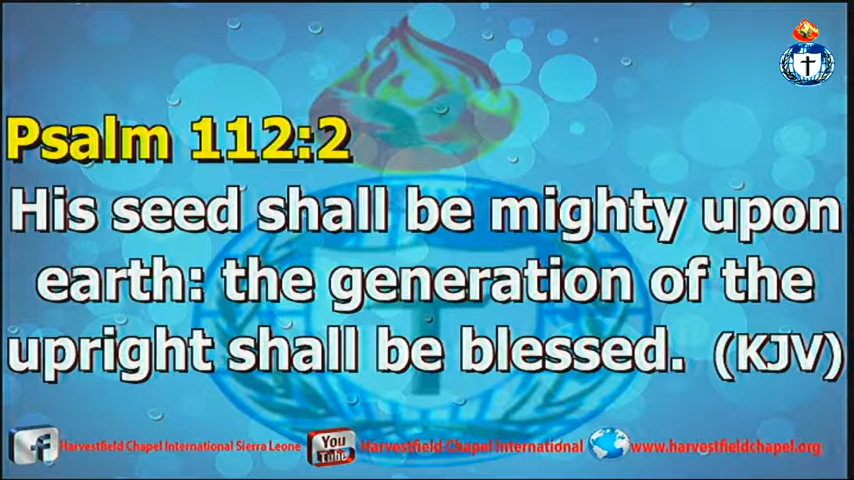 Psalm 112:2
His seed shall be mighty upon
earth: the generation of the
upright shall be blessed. (KJV)
f Harvestfield Chapel International Sierra Leone You Tube Harvestfield Chapel International www.harvestfieldchapel.org